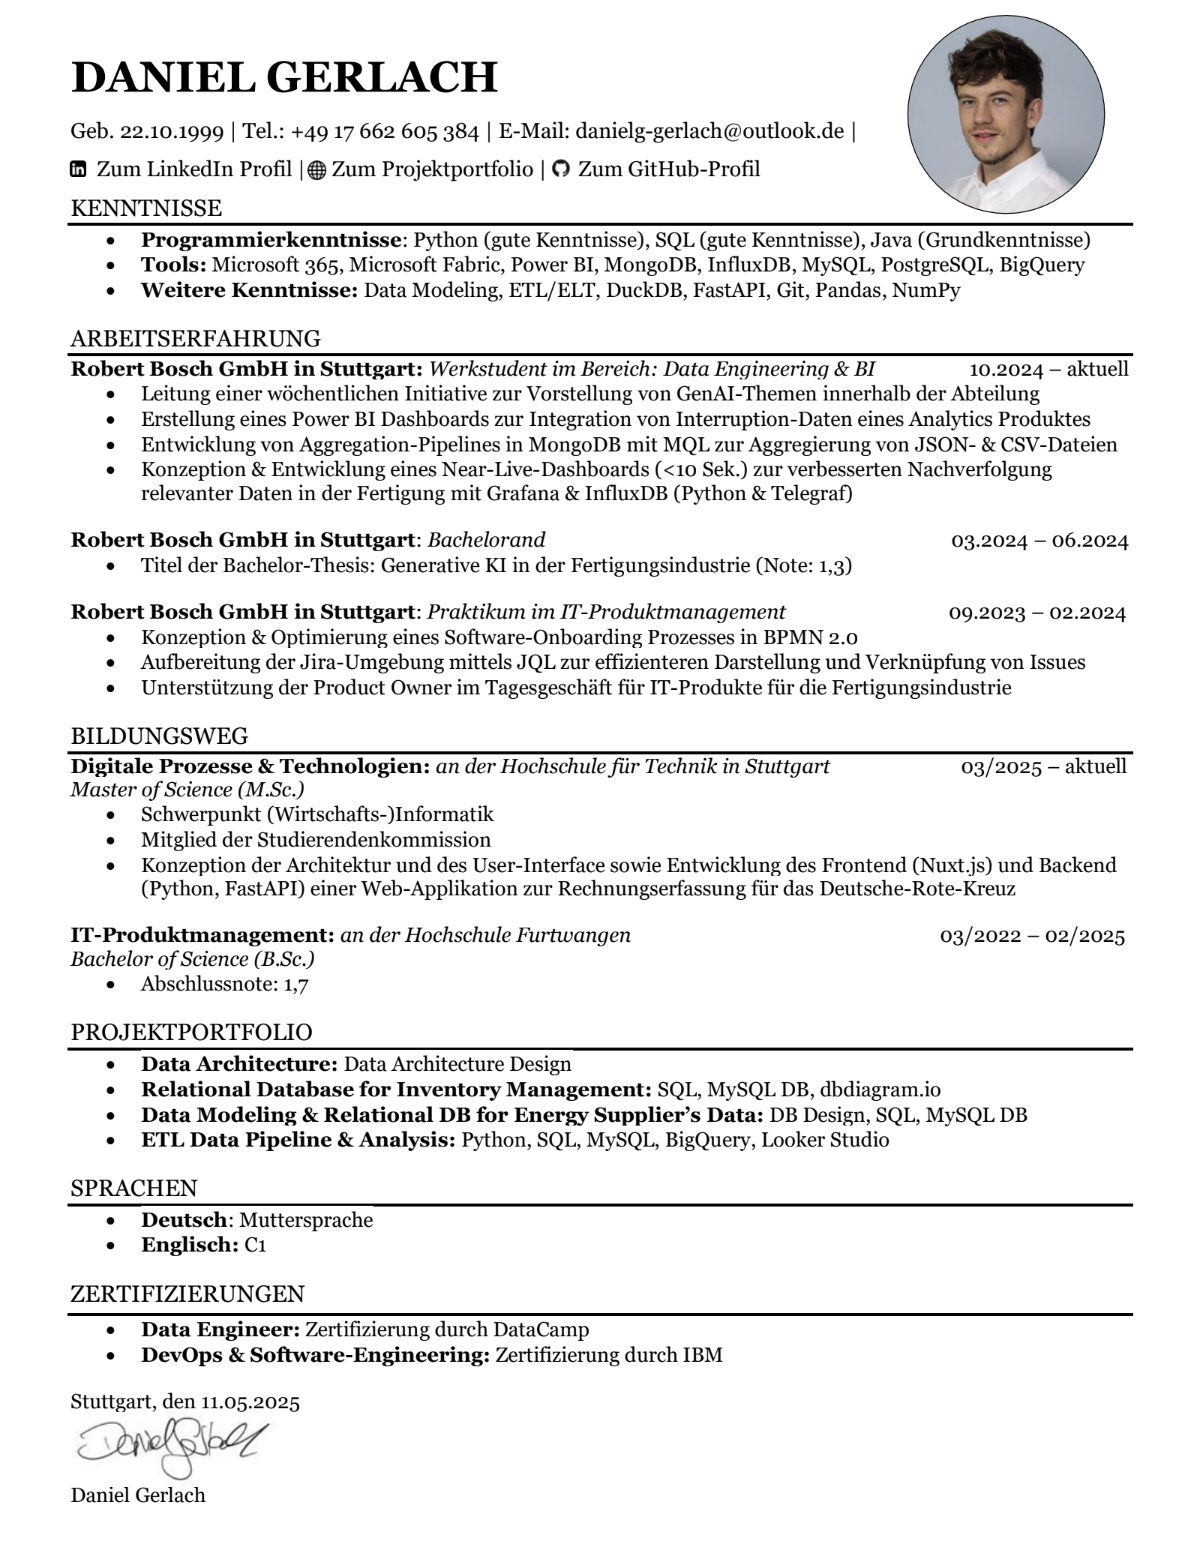 DANIEL GERLACH
Geb. 22.10.1999 | Tel.: +49 17 662 605 384 | E-Mail: danielg-gerlach@outlook.de |
Zum LinkedIn Profil | Zum Projektportfolio | Zum GitHub-Profil
KENNTNISSE
• Programmierkenntnisse: Python (gute Kenntnisse), SQL (gute Kenntnisse), Java (Grundkenntnisse)
• Tools: Microsoft 365, Microsoft Fabric, Power BI, MongoDB, InfluxDB, MySQL, PostgreSQL, BigQuery
• Weitere Kenntnisse: Data Modeling, ETL/ELT, DuckDB, FastAPI, Git, Pandas, NumPy
ARBEITSERFAHRUNG
Robert Bosch GmbH in Stuttgart: Werkstudent im Bereich: Data Engineering & BI 10.2024 – aktuell
• Leitung einer wöchentlichen Initiative zur Vorstellung von GenAI-Themen innerhalb der Abteilung
• Erstellung eines Power BI Dashboards zur Integration von Interruption-Daten eines Analytics Produktes
• Entwicklung von Aggregation-Pipelines in MongoDB mit MQL zur Aggregierung von JSON- & CSV-Dateien
• Konzeption & Entwicklung eines Near-Live-Dashboards (<10 Sek.) zur verbesserten Nachverfolgung
relevanter Daten in der Fertigung mit Grafana & InfluxDB (Python & Telegraf)
Robert Bosch GmbH in Stuttgart: Bachelorand 03.2024 – 06.2024
• Titel der Bachelor-Thesis: Generative KI in der Fertigungsindustrie (Note: 1,3)
Robert Bosch GmbH in Stuttgart: Praktikum im IT-Produktmanagement 09.2023 – 02.2024
• Konzeption & Optimierung eines Software-Onboarding Prozesses in BPMN 2.0
• Aufbereitung der Jira-Umgebung mittels JQL zur effizienteren Darstellung und Verknüpfung von Issues
• Unterstützung der Product Owner im Tagesgeschäft für IT-Produkte für die Fertigungsindustrie
BILDUNGSWEG
Digitale Prozesse & Technologien: an der Hochschule für Technik in Stuttgart 03/2025 – aktuell
Master of Science (M.Sc.)
• Schwerpunkt (Wirtschafts-)Informatik
• Mitglied der Studierendenkommission
• Konzeption der Architektur und des User-Interface sowie Entwicklung des Frontend (Nuxt.js) und Backend
(Python, FastAPI) einer Web-Applikation zur Rechnungserfassung für das Deutsche-Rote-Kreuz
IT-Produktmanagement: an der Hochschule Furtwangen 03/2022 – 02/2025
Bachelor of Science (B.Sc.)
• Abschlussnote: 1,7
PROJEKTPORTFOLIO
• Data Architecture: Data Architecture Design
• Relational Database for Inventory Management: SQL, MySQL DB, dbdiagram.io
• Data Modeling & Relational DB for Energy Supplier’s Data: DB Design, SQL, MySQL DB
• ETL Data Pipeline & Analysis: Python, SQL, MySQL, BigQuery, Looker Studio
SPRACHEN
• Deutsch: Muttersprache
• Englisch: C1
ZERTIFIZIERUNGEN
• Data Engineer: Zertifizierung durch DataCamp
• DevOps & Software-Engineering: Zertifizierung durch IBM
Stuttgart, den 11.05.2025
Daniel Gerlach